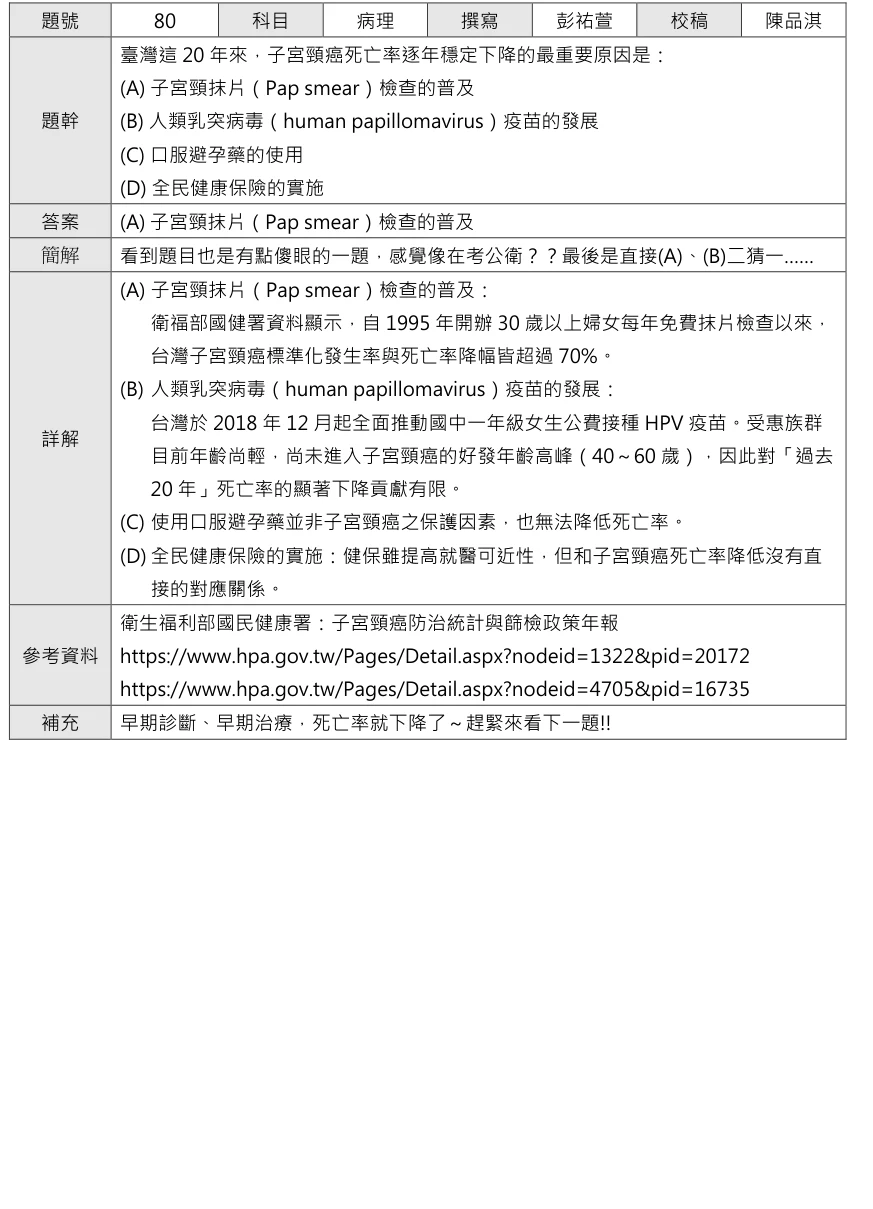 題號 80 科目 病理 撰寫 彭祐萱 校稿 陳品淇
題幹
臺灣這 20 年來，子宮頸癌死亡率逐年穩定下降的最重要原因是：
(A) 子宮頸抹片（Pap smear）檢查的普及
(B) 人類乳突病毒（human papillomavirus）疫苗的發展
(C) 口服避孕藥的使用
(D) 全民健康保險的實施
答案 (A) 子宮頸抹片（Pap smear）檢查的普及
簡解 看到題目也是有點傻眼的一題，感覺像在考公衛？？最後是直接(A)、(B)二猜一......
詳解
(A) 子宮頸抹片（Pap smear）檢查的普及：
衛福部國健署資料顯示，自 1995 年開辦 30 歲以上婦女每年免費抹片檢查以來，
台灣子宮頸癌標準化發生率與死亡率降幅皆超過 70%。
(B) 人類乳突病毒（human papillomavirus）疫苗的發展：
台灣於 2018 年 12 月起全面推動國中一年級女生公費接種 HPV 疫苗。受惠族群
目前年齡尚輕，尚未進入子宮頸癌的好發年齡高峰（40～60 歲），因此對「過去
20 年」死亡率的顯著下降貢獻有限。
(C) 使用口服避孕藥並非子宮頸癌之保護因素，也無法降低死亡率。
(D) 全民健康保險的實施：健保雖提高就醫可近性，但和子宮頸癌死亡率降低沒有直
接的對應關係。
參考資料
衛生福利部國民健康署：子宮頸癌防治統計與篩檢政策年報
https://www.hpa.gov.tw/Pages/Detail.aspx?nodeid=1322&pid=20172
https://www.hpa.gov.tw/Pages/Detail.aspx?nodeid=4705&pid=16735
補充 早期診斷、早期治療，死亡率就下降了～趕緊來看下一題!!